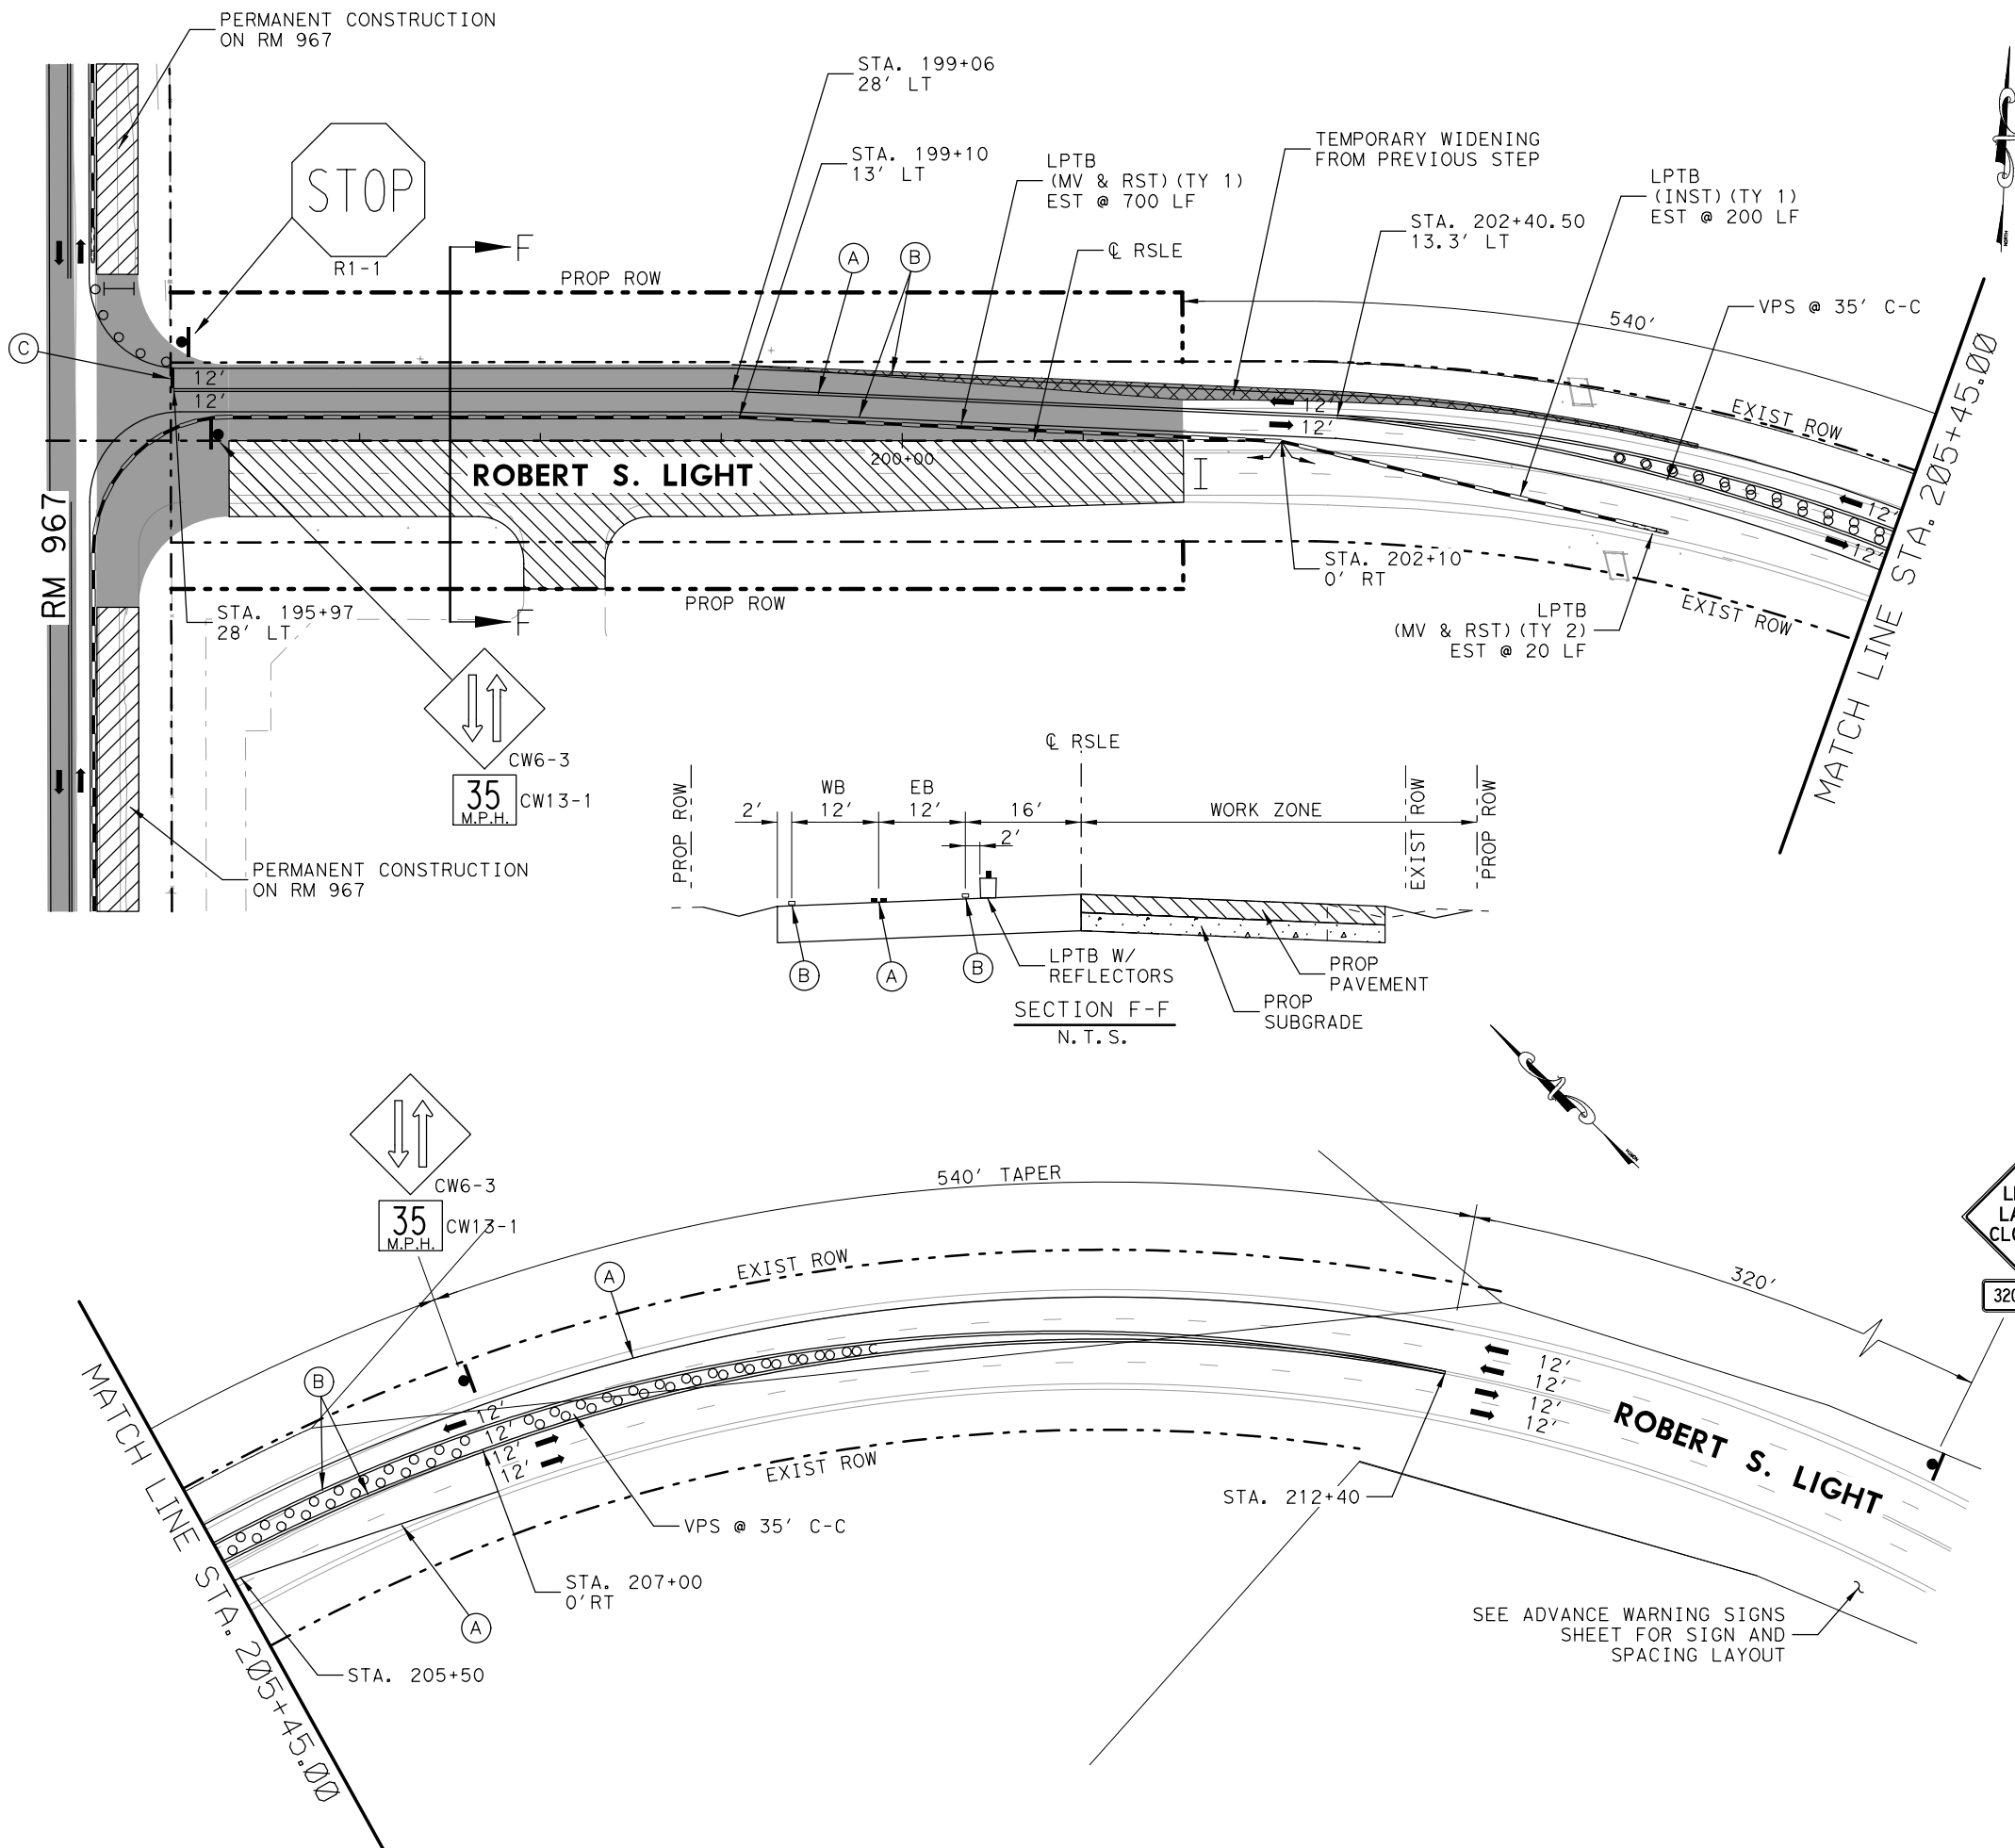 PERMANENT CONSTRUCTION
ON RM 967
STOP
R1-1
STA. 199+06
28' LT
STA. 199+10
13' LT
LPTB
(MV & RST)(TY 1)
EST @ 700 LF
TEMPORARY WIDENING
FROM PREVIOUS STEP
LPTB
(INST)(TY 1)
EST @ 200 LF
STA. 202+40.50
13.3' LT
℄ RSLE
A
B
F
PROP ROW
VPS @ 35' C-C
540'
C
12'
12'
12'
12'
EXIST ROW
ROBERT S. LIGHT
200+00
12'
12'
RM 967
STA. 195+97
28' LT
F
PROP ROW
STA. 202+10
0' RT
LPTB
(MV & RST)(TY 2)
EST @ 20 LF
EXIST ROW
MATCH LINE STA. 205+45.00
NORTH
CW6-3
35
M.P.H.
CW13-1
PERMANENT CONSTRUCTION
ON RM 967
℄ RSLE
PROP ROW
2'
WB
12'
EB
12'
16'
2'
WORK ZONE
EXIST ROW
PROP ROW
B
A
B
LPTB W/
REFLECTORS
PROP
PAVEMENT
PROP
SUBGRADE
SECTION F-F
N.T.S.
NORTH
CW6-3
35
M.P.H.
CW13-1
540' TAPER
EXIST ROW
A
320'
B
12'
12'
12'
12'
12'
12'
12'
12'
ROBERT S. LIGHT
EXIST ROW
STA. 212+40
VPS @ 35' C-C
STA. 207+00
0'RT
A
STA. 205+50
MATCH LINE STA. 205+45.00
SEE ADVANCE WARNING SIGNS
SHEET FOR SIGN AND
SPACING LAYOUT